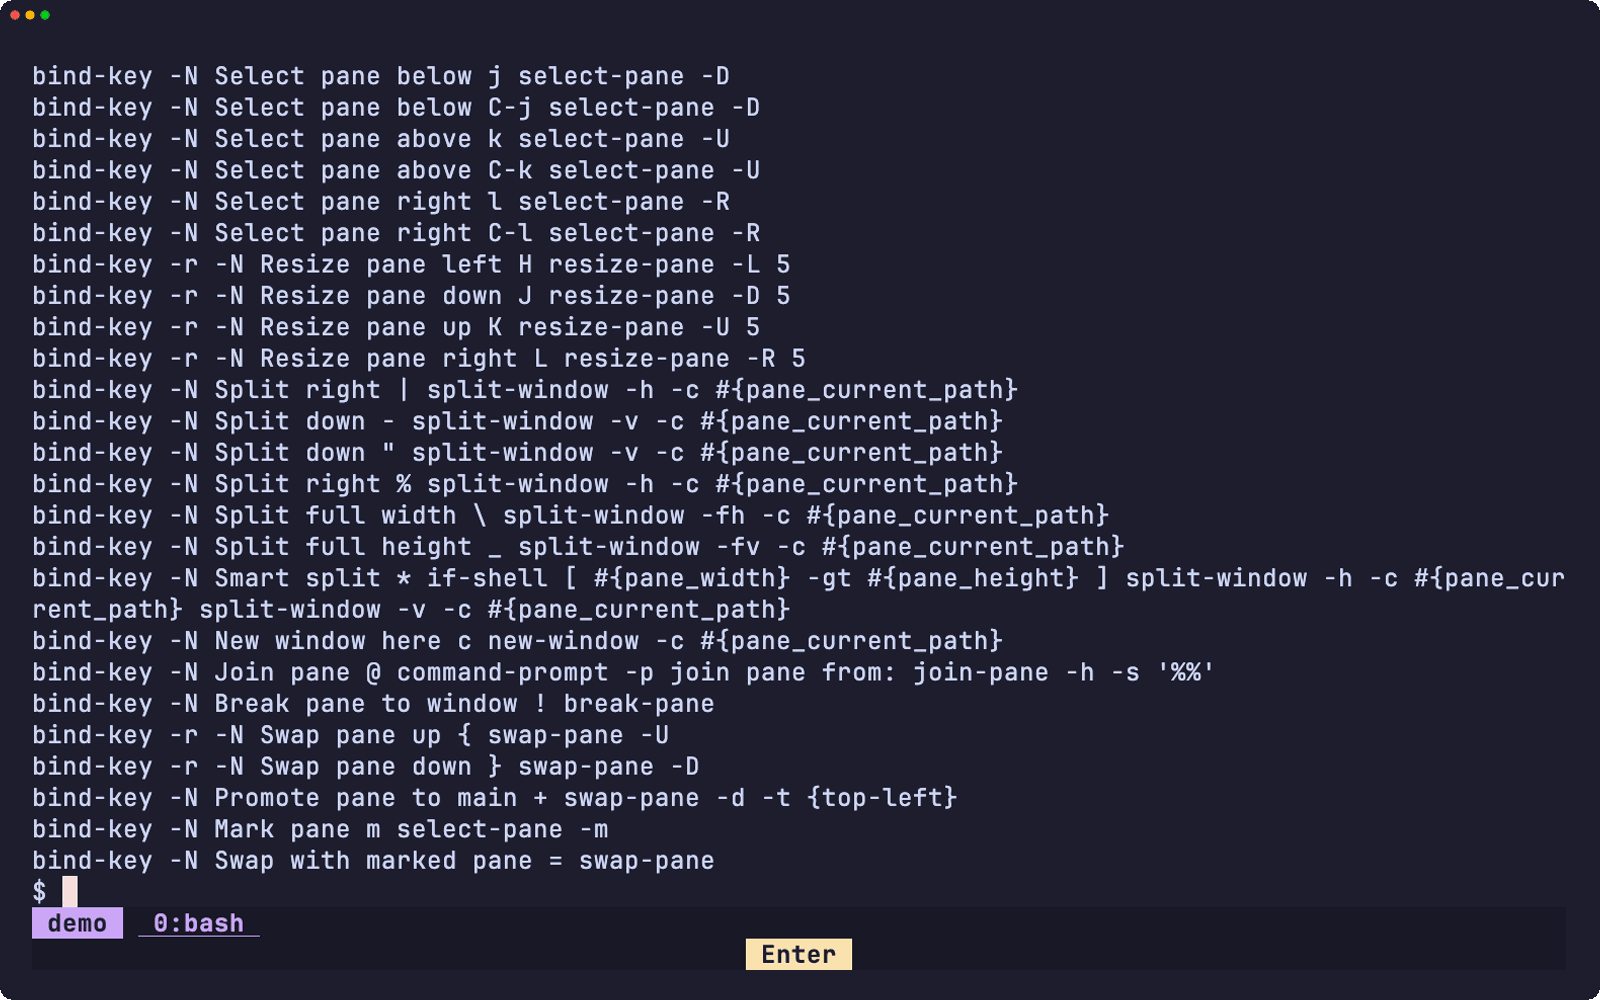 bind-key -N Select pane below j select-pane -D
bind-key -N Select pane below C-j select-pane -D
bind-key -N Select pane above k select-pane -U
bind-key -N Select pane above C-k select-pane -U
bind-key -N Select pane right l select-pane -R
bind-key -N Select pane right C-l select-pane -R
bind-key -r -N Resize pane left H resize-pane -L 5
bind-key -r -N Resize pane down J resize-pane -D 5
bind-key -r -N Resize pane up K resize-pane -U 5
bind-key -r -N Resize pane right L resize-pane -R 5
bind-key -N Split right | split-window -h -c #{pane_current_path}
bind-key -N Split down - split-window -v -c #{pane_current_path}
bind-key -N Split down " split-window -v -c #{pane_current_path}
bind-key -N Split right % split-window -h -c #{pane_current_path}
bind-key -N Split full width \ split-window -fh -c #{pane_current_path}
bind-key -N Split full height _ split-window -fv -c #{pane_current_path}
bind-key -N Smart split * if-shell [ #{pane_width} -gt #{pane_height} ] split-window -h -c #{pane_cur
rent_path} split-window -v -c #{pane_current_path}
bind-key -N New window here c new-window -c #{pane_current_path}
bind-key -N Join pane @ command-prompt -p join pane from: join-pane -h -s '%%'
bind-key -N Break pane to window ! break-pane
bind-key -r -N Swap pane up { swap-pane -U
bind-key -r -N Swap pane down } swap-pane -D
bind-key -N Promote pane to main + swap-pane -d -t {top-left}
bind-key -N Mark pane m select-pane -m
bind-key -N Swap with marked pane = swap-pane
$
demo 0:bash
Enter